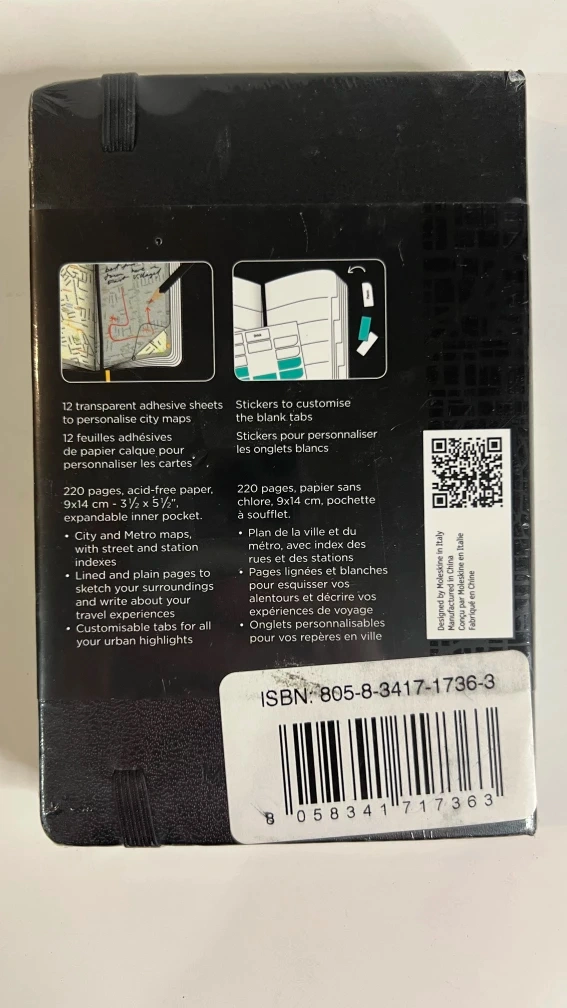 12 transparent adhesive sheets
to personalise city maps
12 feuilles adhésives
de papier calque pour
personnaliser les cartes
Stickers to customise
the blank tabs
Stickers pour personnaliser
les onglets blancs
220 pages, acid-free paper,
9x14 cm - 3 1/2 x 5 1/2",
expandable inner pocket.
• City and Metro maps,
with street and station
indexes
• Lined and plain pages to
sketch your surroundings
and write about your
travel experiences
• Customisable tabs for all
your urban highlights
220 pages, papier sans
chlore, 9x14 cm, pochette
à soufflet.
• Plan de la ville et du
métro, avec index des
rues et des stations
• Pages lignées et blanches
pour esquisser vos
alentours et décrire vos
expériences de voyage
• Onglets personnalisables
pour vos repères en ville
Designed by Moleskine in Italy
Manufactured in China
Conçu par Moleskine en Italie
Fabriqué en Chine
ISBN: 805-8-3417-1736-3
8 058341 717363